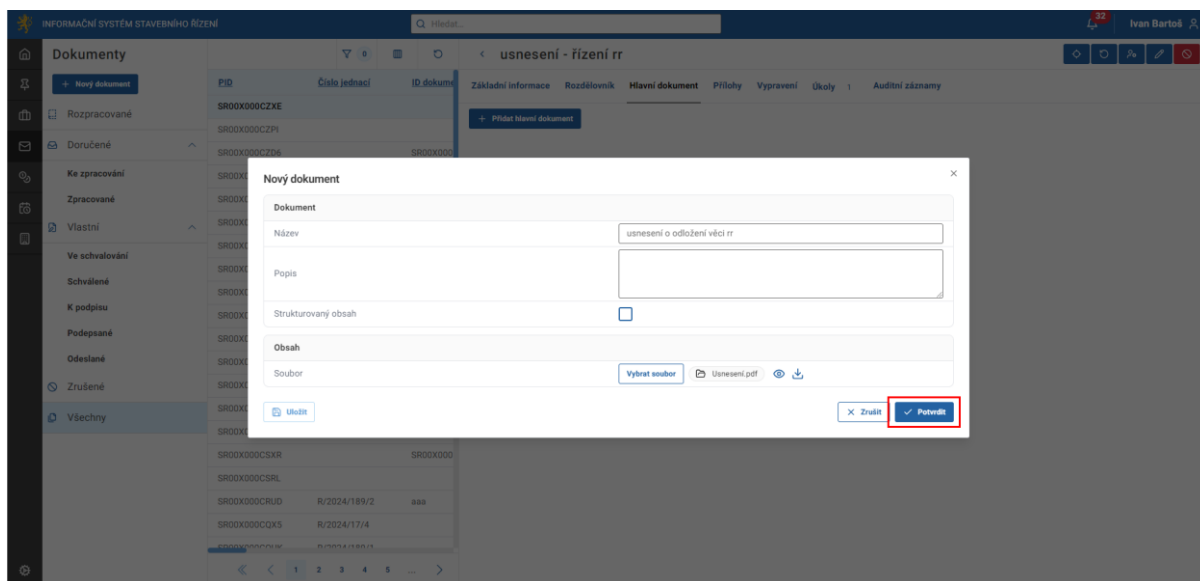 INFORMAČNÍ SYSTÉM STAVEBNÍHO ŘÍZENÍ
Hledat...
32
Ivan Bartoš
Dokumenty
0
usnesení - řízení rr
+ Nový dokument
PID Číslo jednací ID dokume
Základní informace Rozdělovník Hlavní dokument Přílohy Vypravení Úkoly Auditní záznamy
SR00X000CZXE
Rozpracované
+ Přidat hlavní dokument
SR00X000CZPI
Doručené
SR00X000CZD6 SR00X000
Ke zpracování
Zpracované
Vlastní
Ve schvalování
Schválené
K podpisu
Podepsané
Odeslané
Zrušené
Všechny
Nový dokument
Dokument
Název usnesení o odložení věci rr
Popis
Strukturovaný obsah
Obsah
Soubor Vybrat soubor Usneseni.pdf
Uložit Zrušit Potvrdit
SR00X000CSXR SR00X000
SR00X000CSRL
SR00X000CRUD R/2024/189/2 aaa
SR00X000CQX5 R/2024/17/4
1 2 3 4 5 ...